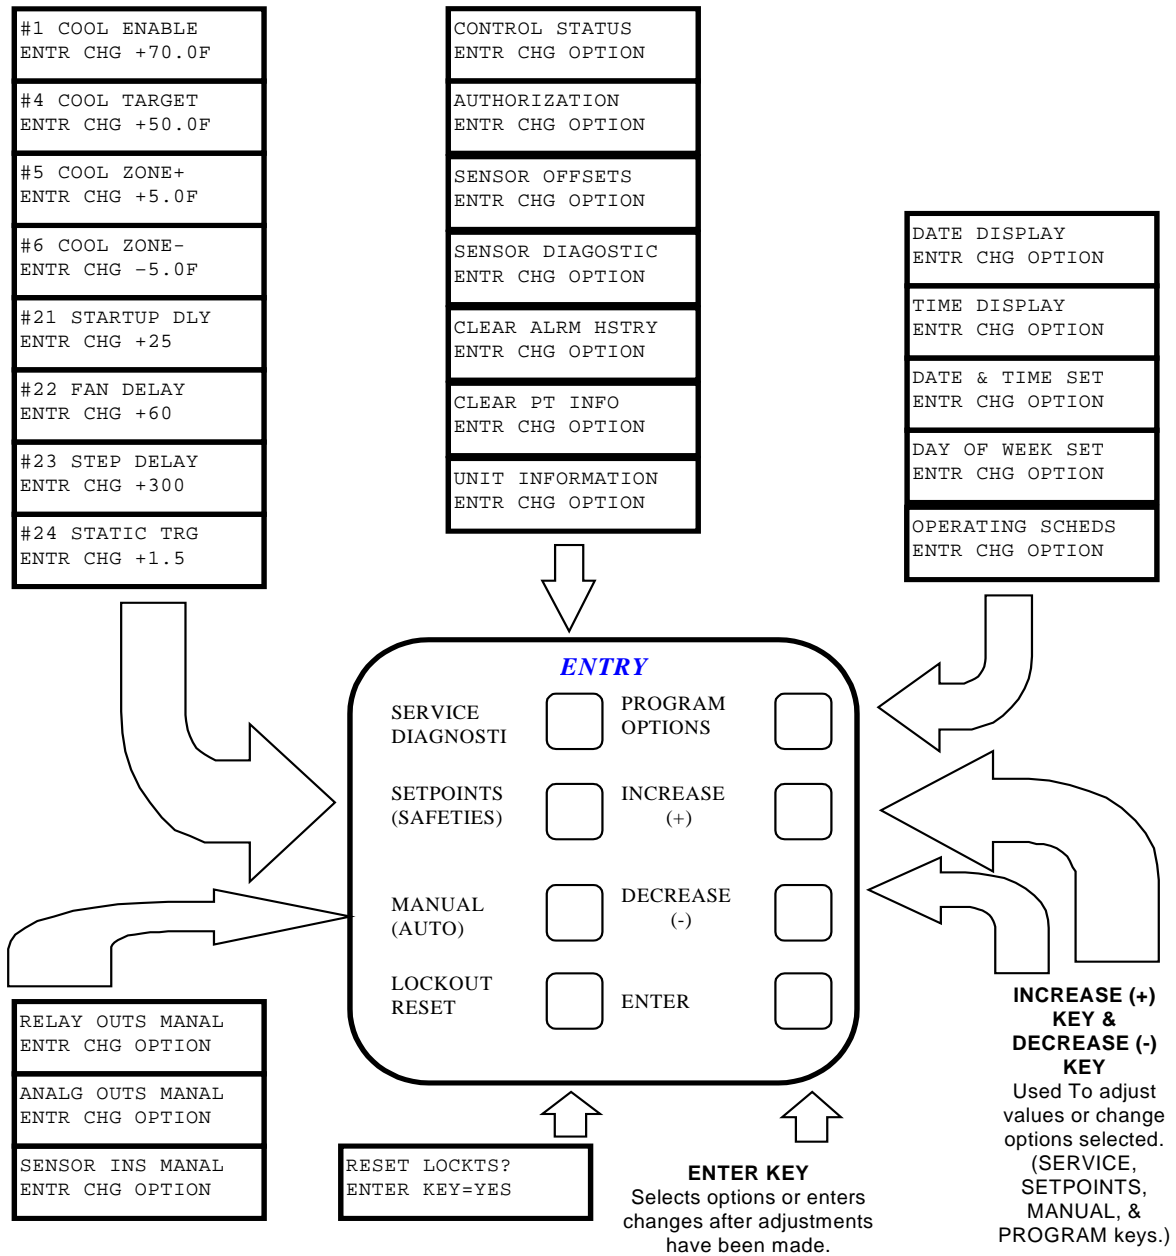 #1 COOL ENABLE
ENTR CHG +70.0F
#4 COOL TARGET
ENTR CHG +50.0F
#5 COOL ZONE+
ENTR CHG +5.0F
#6 COOL ZONE-
ENTR CHG -5.0F
#21 STARTUP DLY
ENTR CHG +25
#22 FAN DELAY
ENTR CHG +60
#23 STEP DELAY
ENTR CHG +300
#24 STATIC TRG
ENTR CHG +1.5
CONTROL STATUS
ENTR CHG OPTION
AUTHORIZATION
ENTR CHG OPTION
SENSOR OFFSETS
ENTR CHG OPTION
SENSOR DIAGOSTIC
ENTR CHG OPTION
CLEAR ALRM HSTRY
ENTR CHG OPTION
CLEAR PT INFO
ENTR CHG OPTION
UNIT INFORMATION
ENTR CHG OPTION
DATE DISPLAY
ENTR CHG OPTION
TIME DISPLAY
ENTR CHG OPTION
DATE & TIME SET
ENTR CHG OPTION
DAY OF WEEK SET
ENTR CHG OPTION
OPERATING SCHEDS
ENTR CHG OPTION
ENTRY
SERVICE
DIAGNOSTI
PROGRAM
OPTIONS
SETPOINTS
(SAFETIES)
INCREASE
(+)
MANUAL
(AUTO)
DECREASE
(-)
LOCKOUT
RESET
ENTER
RELAY OUTS MANAL
ENTR CHG OPTION
ANALG OUTS MANAL
ENTR CHG OPTION
SENSOR INS MANAL
ENTR CHG OPTION
RESET LOCKTS?
ENTER KEY=YES
ENTER KEY
Selects options or enters
changes after adjustments
have been made.
INCREASE (+)
KEY &
DECREASE (-)
KEY
Used To adjust
values or change
options selected.
(SERVICE,
SETPOINTS,
MANUAL, &
PROGRAM keys.)